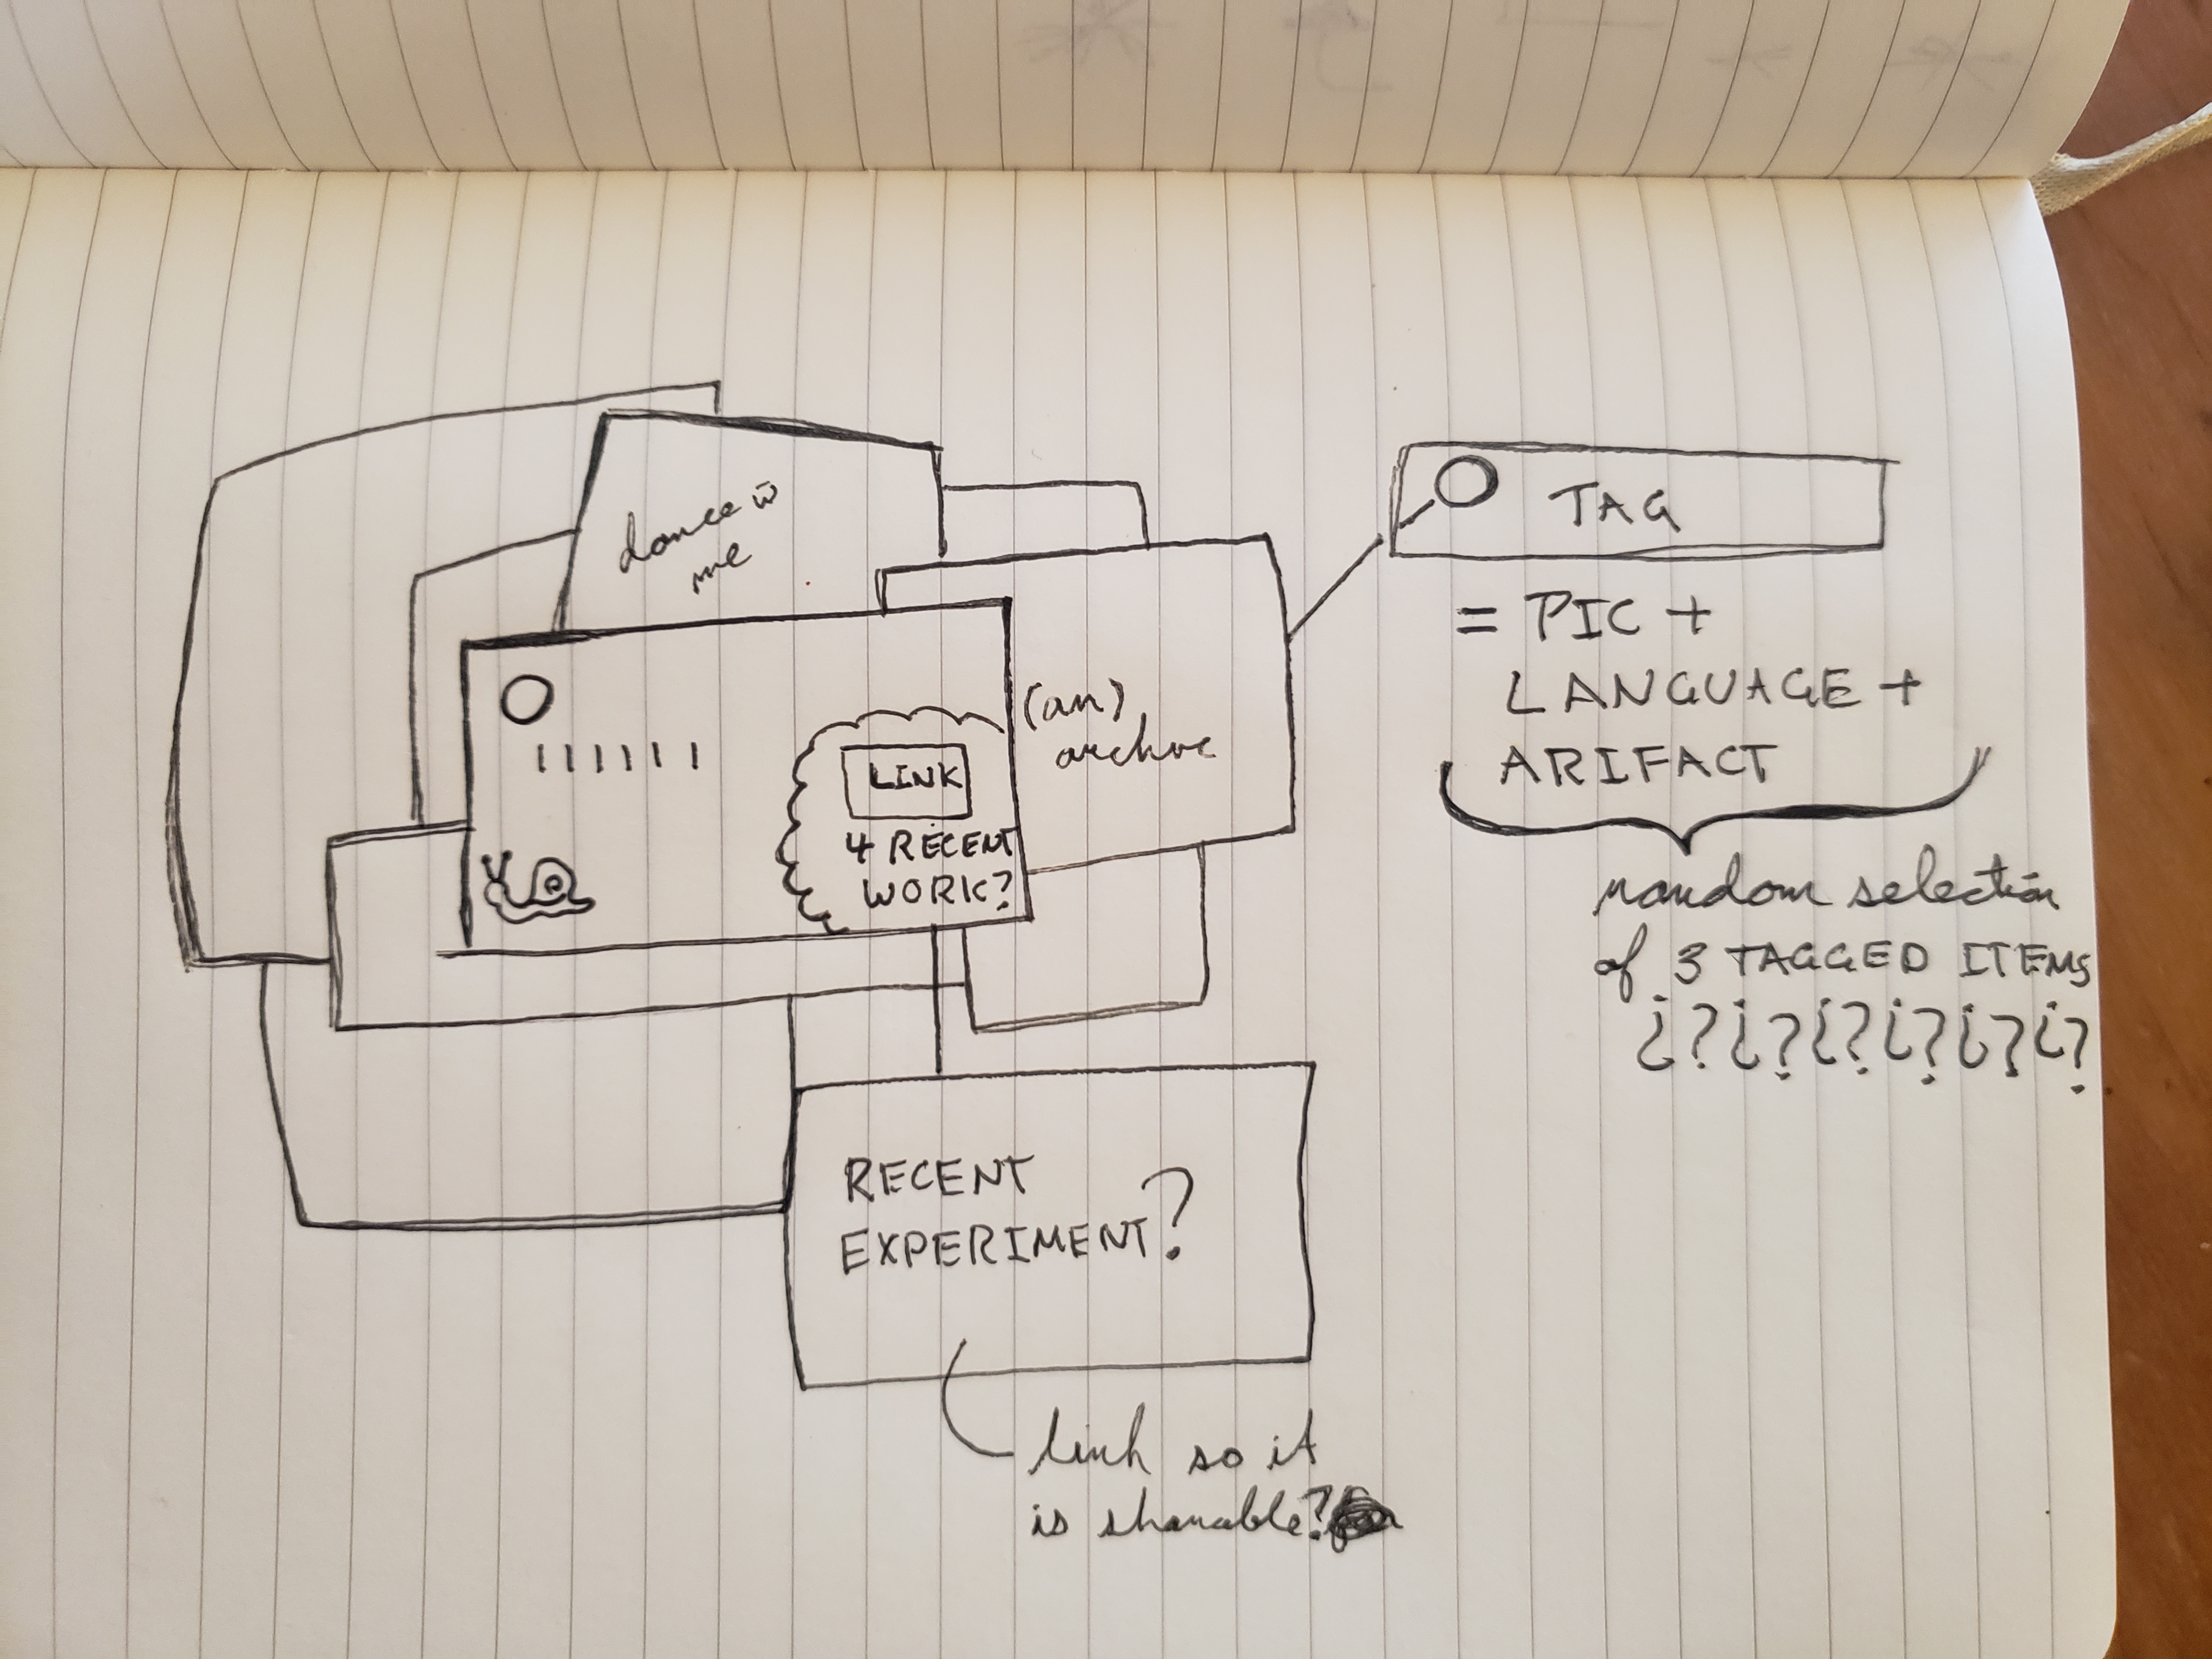 dance w̄
me
LINK
4 RECENT
WORK?
(an)
archive
RECENT
EXPERIMENT?
link so it
is shareable?
TAG
= PIC +
LANGUAGE +
ARIFACT
random selection
of 3 TAGGED ITEMS
¿?¿?¿?¿?¿?¿?